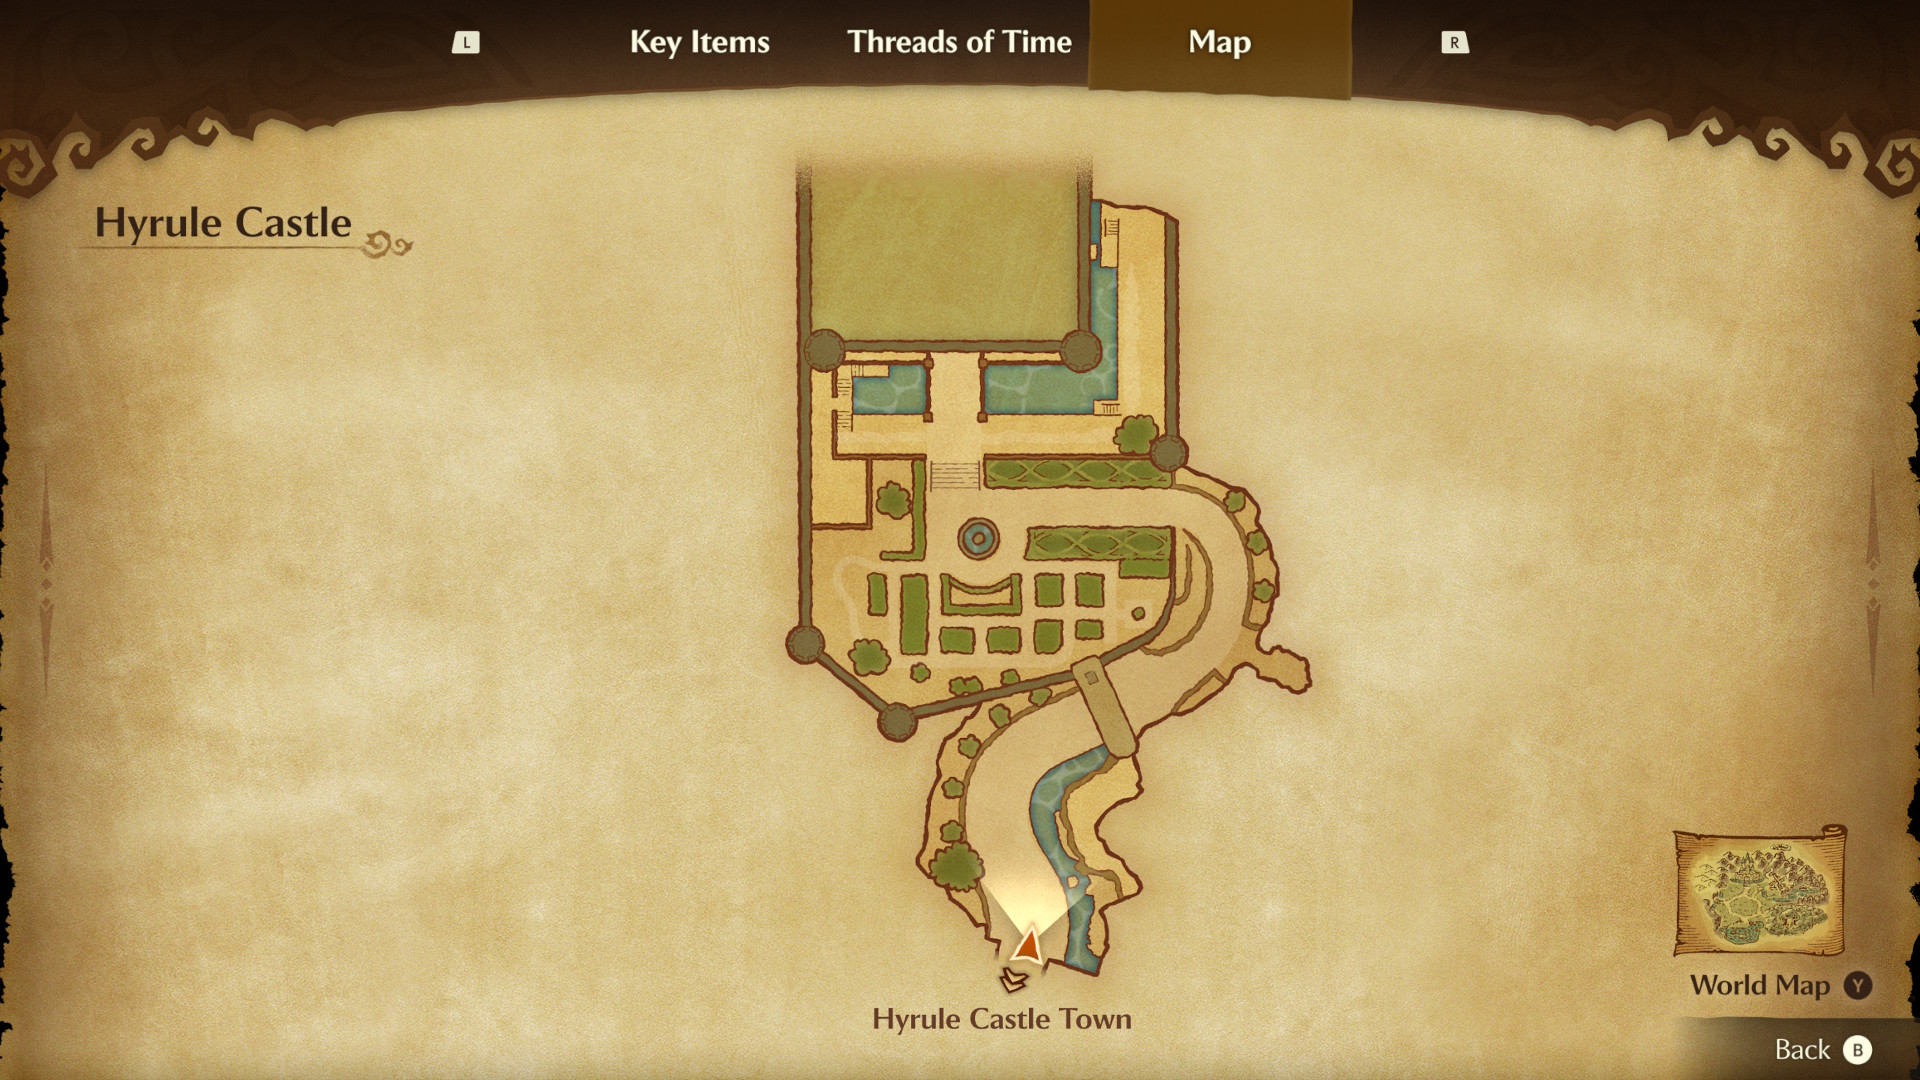 L
Key Items
Threads of Time
Map
R
Hyrule Castle
Hyrule Castle Town
World Map Y
Back B